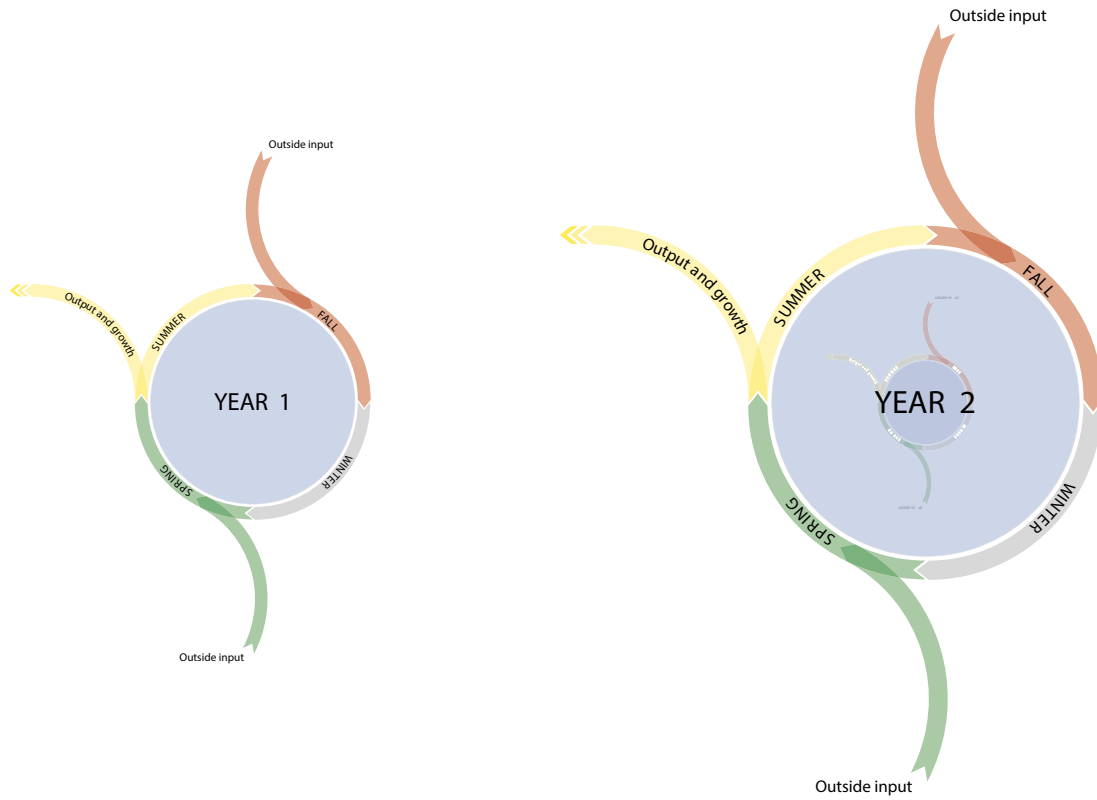 Outside input
Output and growth
SUMMER
FALL
YEAR 1
WINTER
SPRING
Outside input
Outside input
Output and growth
SUMMER
FALL
YEAR 2
WINTER
SPRING
Outside input